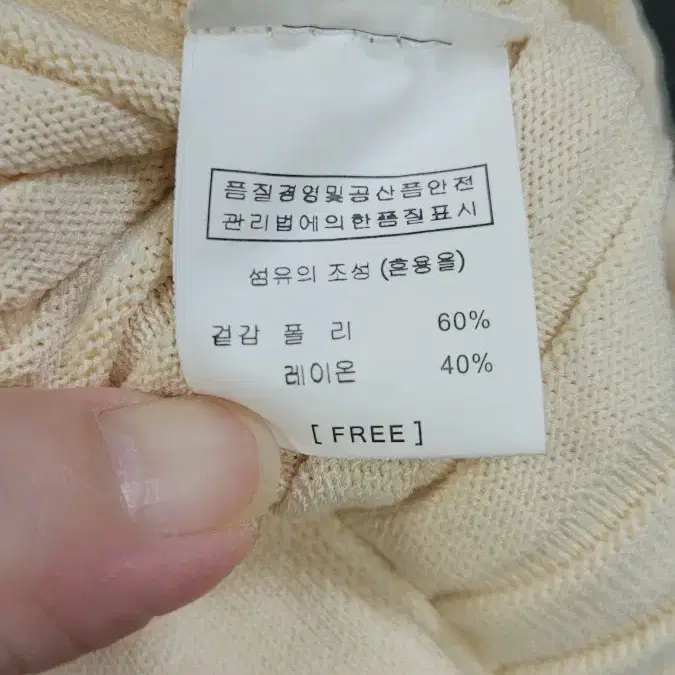 품질경영및공산품안전
관리법에의한품질표시
섬유의 조성 (혼용율)
겉감 폴 리 60%
레이온 40%
[ FREE ]